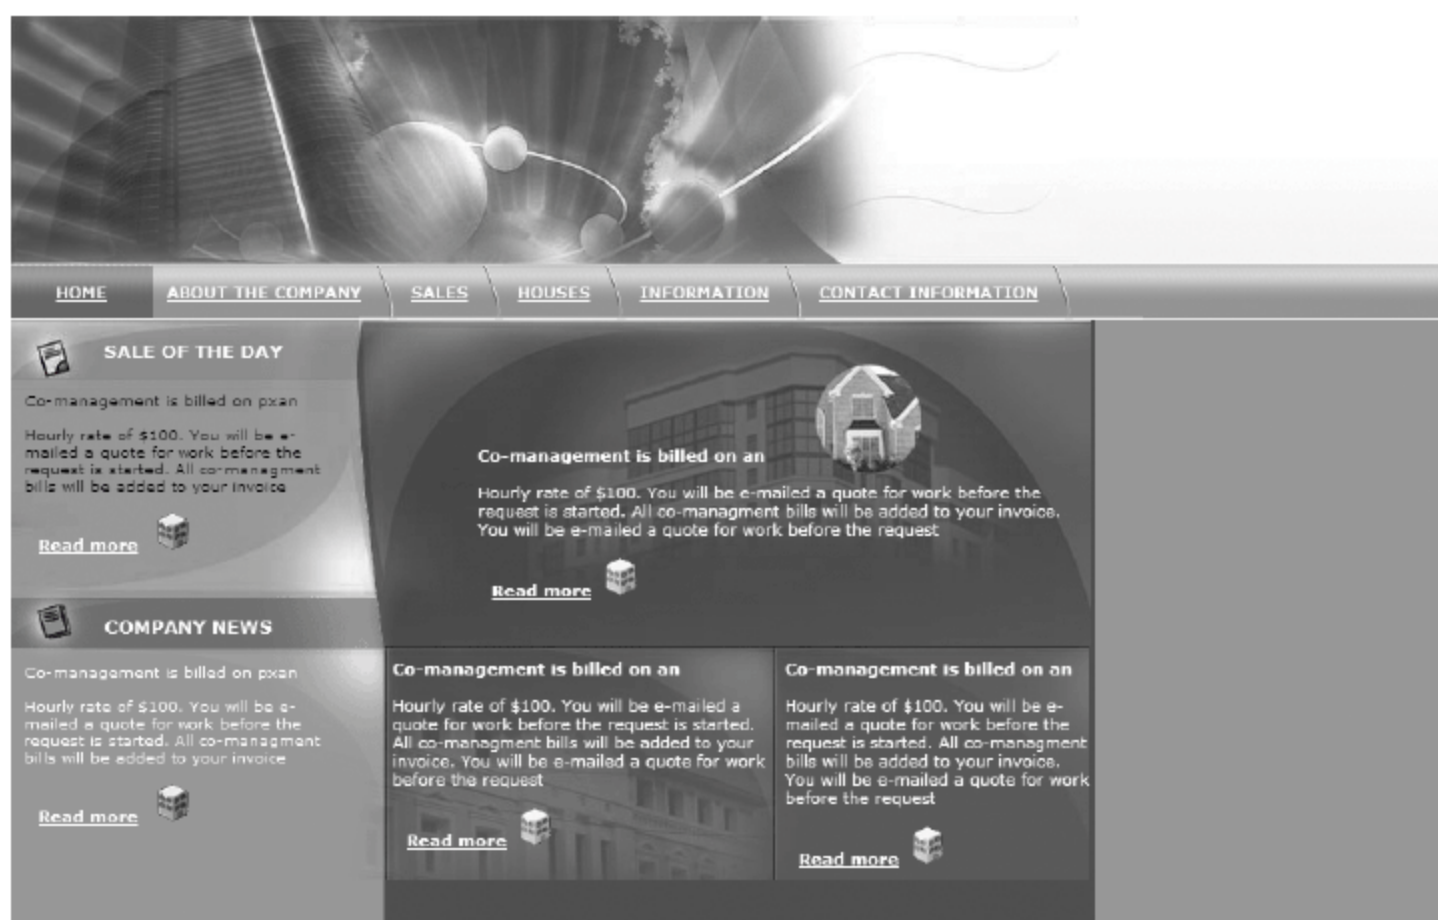 HOME ABOUT THE COMPANY SALES HOUSES INFORMATION CONTACT INFORMATION
SALE OF THE DAY
Co-management is billed on pxan
Hourly rate of $100. You will be e-
mailed a quote for work before the
request is started. All co-managment
bills will be added to your invoice
Read more
COMPANY NEWS
Co-management is billed on pxan
Hourly rate of $100. You will be e-
mailed a quote for work before the
request is started. All co-managment
bills will be added to your invoice
Read more
Co-management is billed on an
Hourly rate of $100. You will be e-mailed a quote for work before the
request is started. All co-managment bills will be added to your invoice.
You will be e-mailed a quote for work before the request
Read more
Co-management is billed on an
Hourly rate of $100. You will be e-mailed a
quote for work before the request is started.
All co-managment bills will be added to your
invoice. You will be e-mailed a quote for work
before the request
Read more
Co-management is billed on an
Hourly rate of $100. You will be e-
mailed a quote for work before the
request is started. All co-managment
bills will be added to your invoice.
You will be e-mailed a quote for work
before the request
Read more